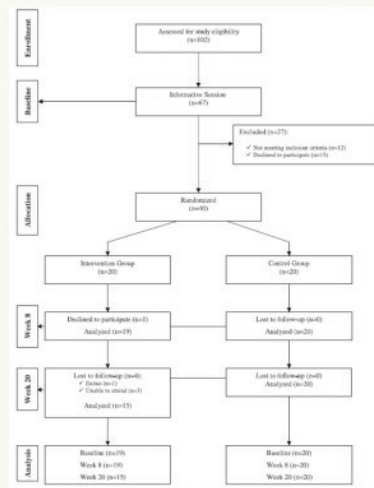 Enrollment
Assessed for study eligibility
(n=102)
Baseline
Informative Session
(n=67)
Excluded (n=27):
✓ Not meeting inclusion criteria (n=12)
✓ Declined to participate (n=15)
Allocation
Randomized
(n=40)
Intervention Group
(n=20)
Control Group
(n=20)
Week 8
Declined to participate (n=1)
Analyzed (n=19)
Lost to follow-up (n=0)
Analyzed (n=20)
Week 20
Lost to follow-up (n=4)
✓ (n=1)
✓ Unable to attend (n=3)
Analyzed (n=15)
Lost to follow-up (n=0)
Analyzed (n=20)
Analysis
Baseline (n=19)
Week 8 (n=19)
Week 20 (n=15)
Baseline (n=20)
Week 8 (n=20)
Week 20 (n=20)